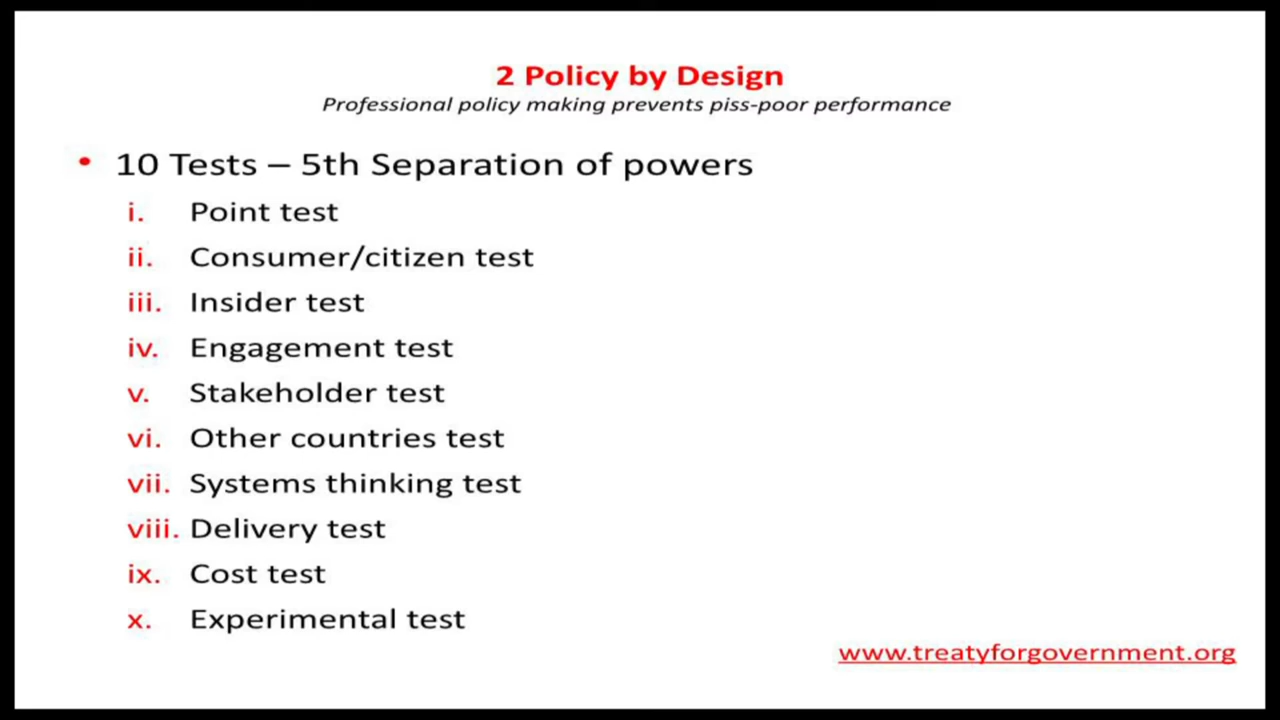 2 Policy by Design
Professional policy making prevents piss-poor performance
• 10 Tests – 5th Separation of powers
i. Point test
ii. Consumer/citizen test
iii. Insider test
iv. Engagement test
v. Stakeholder test
vi. Other countries test
vii. Systems thinking test
viii. Delivery test
ix. Cost test
x. Experimental test
www.treatyforgovernment.org